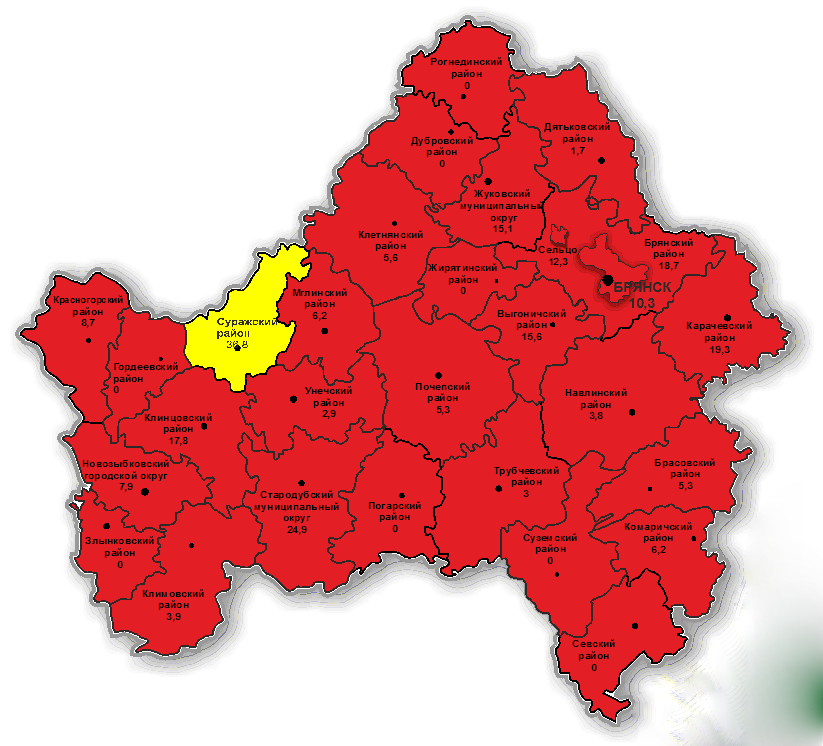 Рогнединский
район
0
Дубровский
район
0
Дятьковский
район
1,7
Жуковский
муниципальный
округ
15,1
Клетнянский
район
5,6
Сельцо
12,3
Брянский
район
18,7
Жирятинский
район
0
БРЯНСК
10,3
Мглинский
район
6,2
Красногорский
район
8,7
Суражский
район
36,8
Выгоничский
район
15,6
Карачевский
район
19,3
Гордеевский
район
0
Унечский
район
2,9
Почепский
район
5,3
Навлинский
район
3,8
Клинцовский
район
17,8
Новозыбковский
городской округ
7,9
Стародубский
муниципальный
округ
24,9
Погарский
район
0
Трубчевский
район
3
Брасовский
район
5,3
Злынковский
район
0
Суземский
район
0
Комаричский
район
6,2
Климовский
район
3,9
Севский
район
0